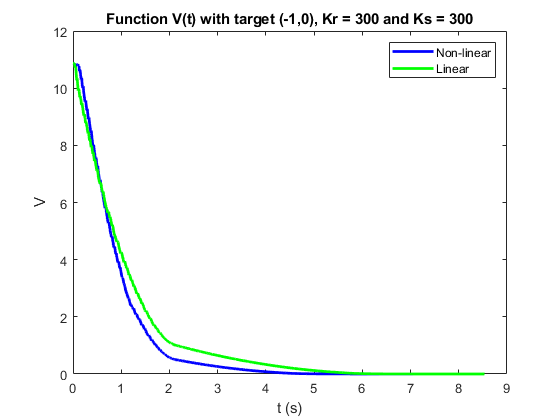 Function V(t) with target (-1,0), Kr = 300 and Ks = 300
12
10
8
6
4
2
0
V
Non-linear
Linear
0 1 2 3 4 5 6 7 8 9
t (s)